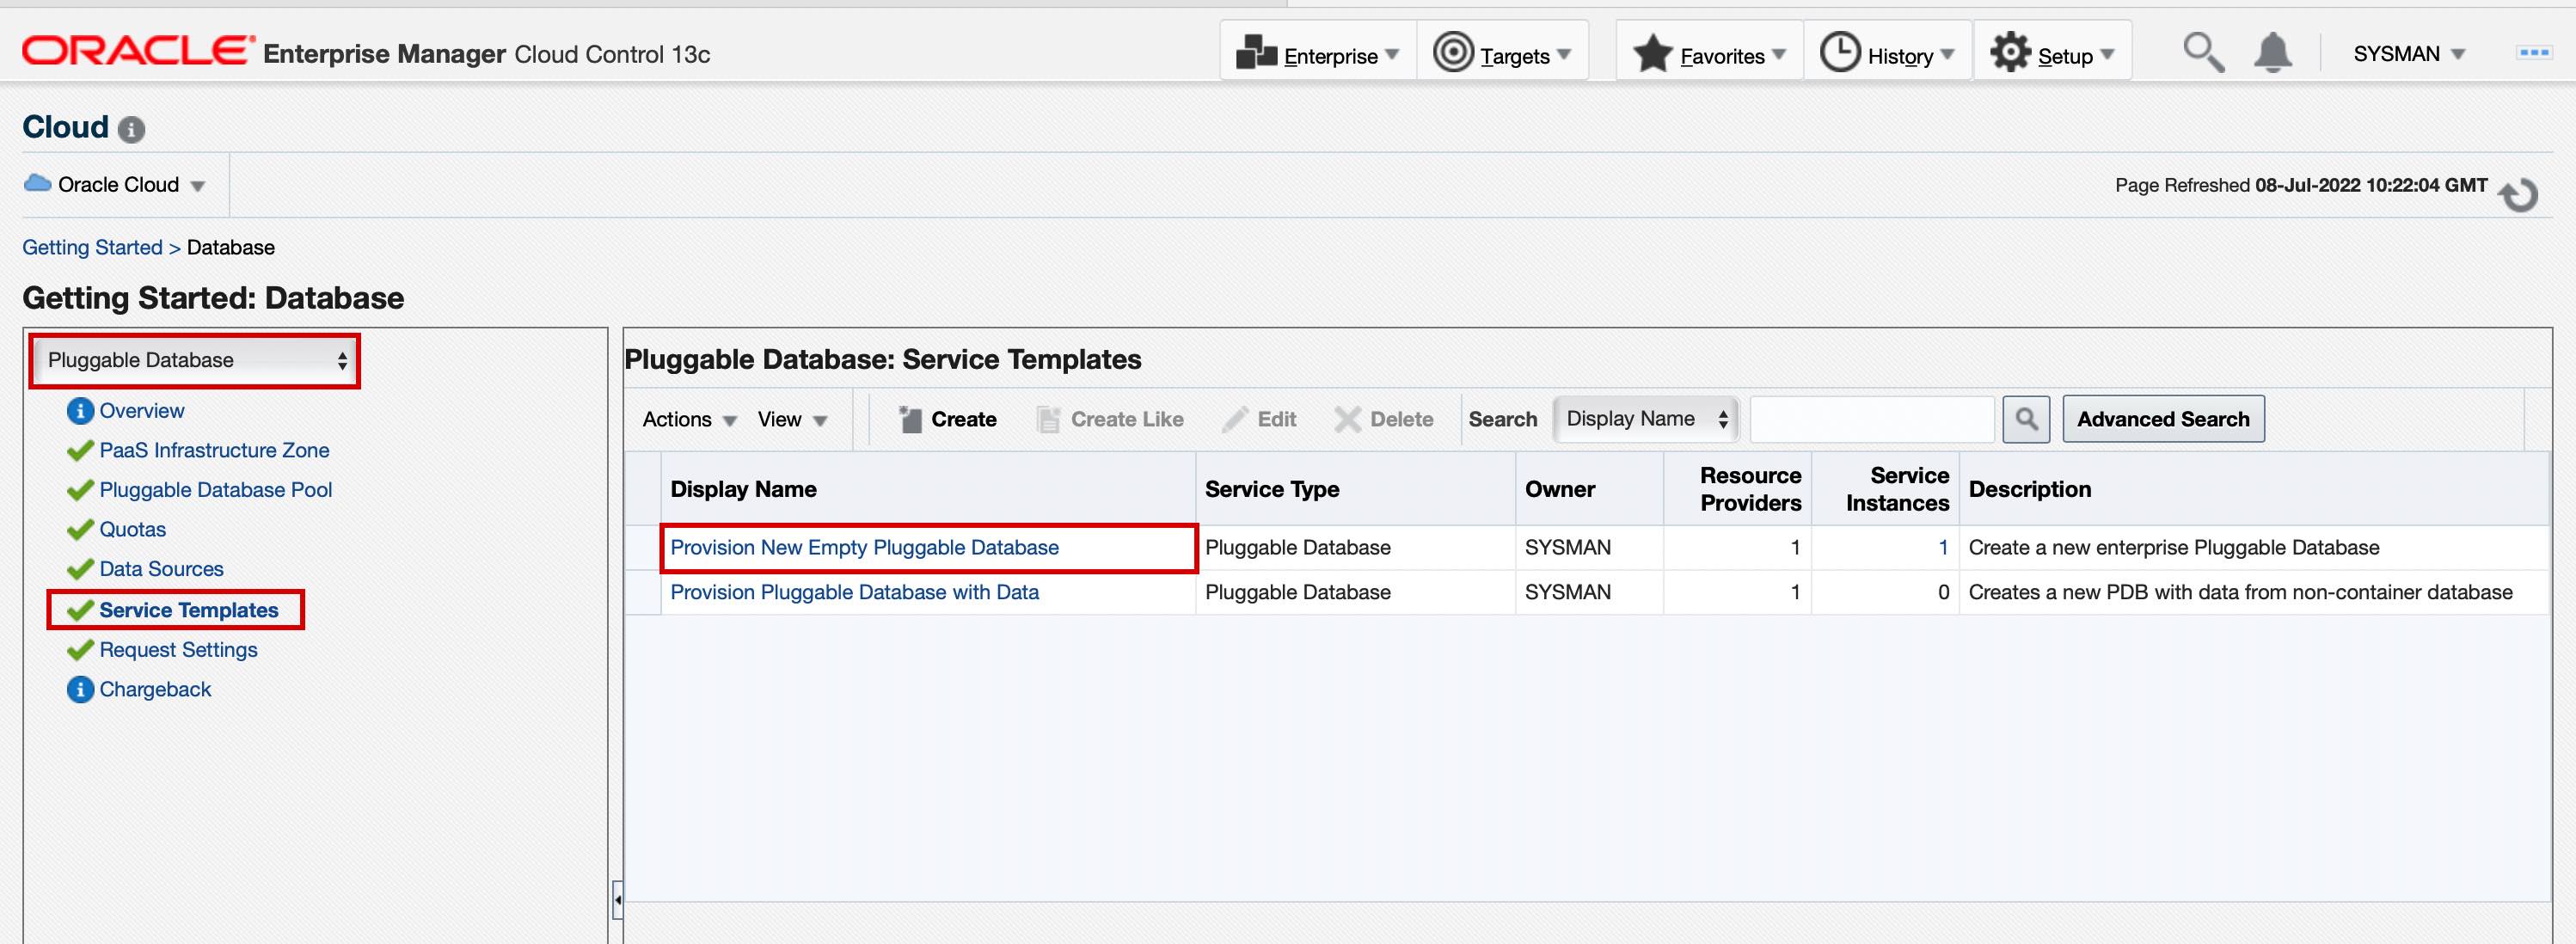 ORACLE Enterprise Manager Cloud Control 13c Enterprise Targets Favorites History Setup SYSMAN
Cloud
Oracle Cloud Page Refreshed 08-Jul-2022 10:22:04 GMT
Getting Started > Database
Getting Started: Database
Pluggable Database
Overview
PaaS Infrastructure Zone
Pluggable Database Pool
Quotas
Data Sources
Service Templates
Request Settings
Chargeback
Pluggable Database: Service Templates
Actions View Create Create Like Edit Delete Search Display Name Advanced Search
Display Name Service Type Owner Resource Providers Service Instances Description
Provision New Empty Pluggable Database Pluggable Database SYSMAN 1 1 Create a new enterprise Pluggable Database
Provision Pluggable Database with Data Pluggable Database SYSMAN 1 0 Creates a new PDB with data from non-container database